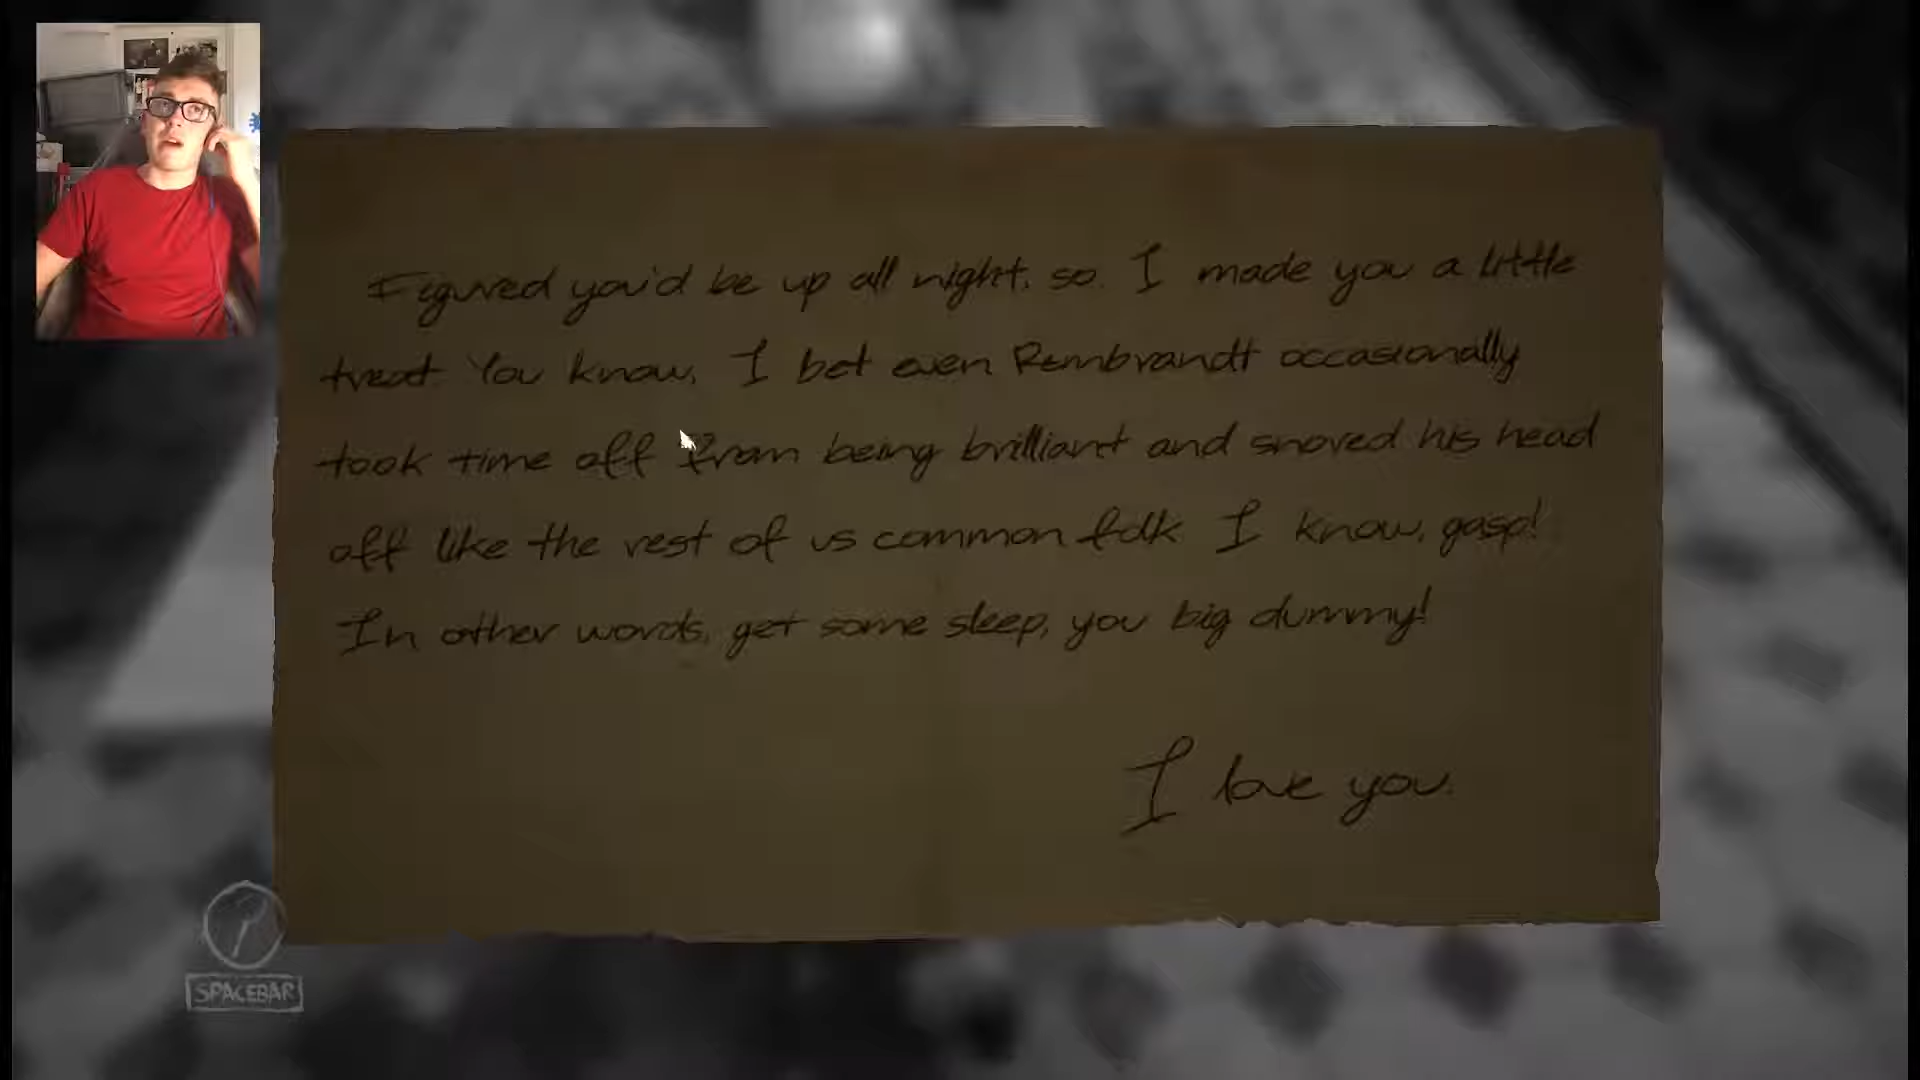 Figured you'd be up all night, so I made you a little
treat. You know, I bet even Rembrandt occasionally
took time off from being brilliant and snored his head
off like the rest of us common folk. I know, gasp!
In other words, get some sleep, you big dummy!
I love you.
SPACEBAR